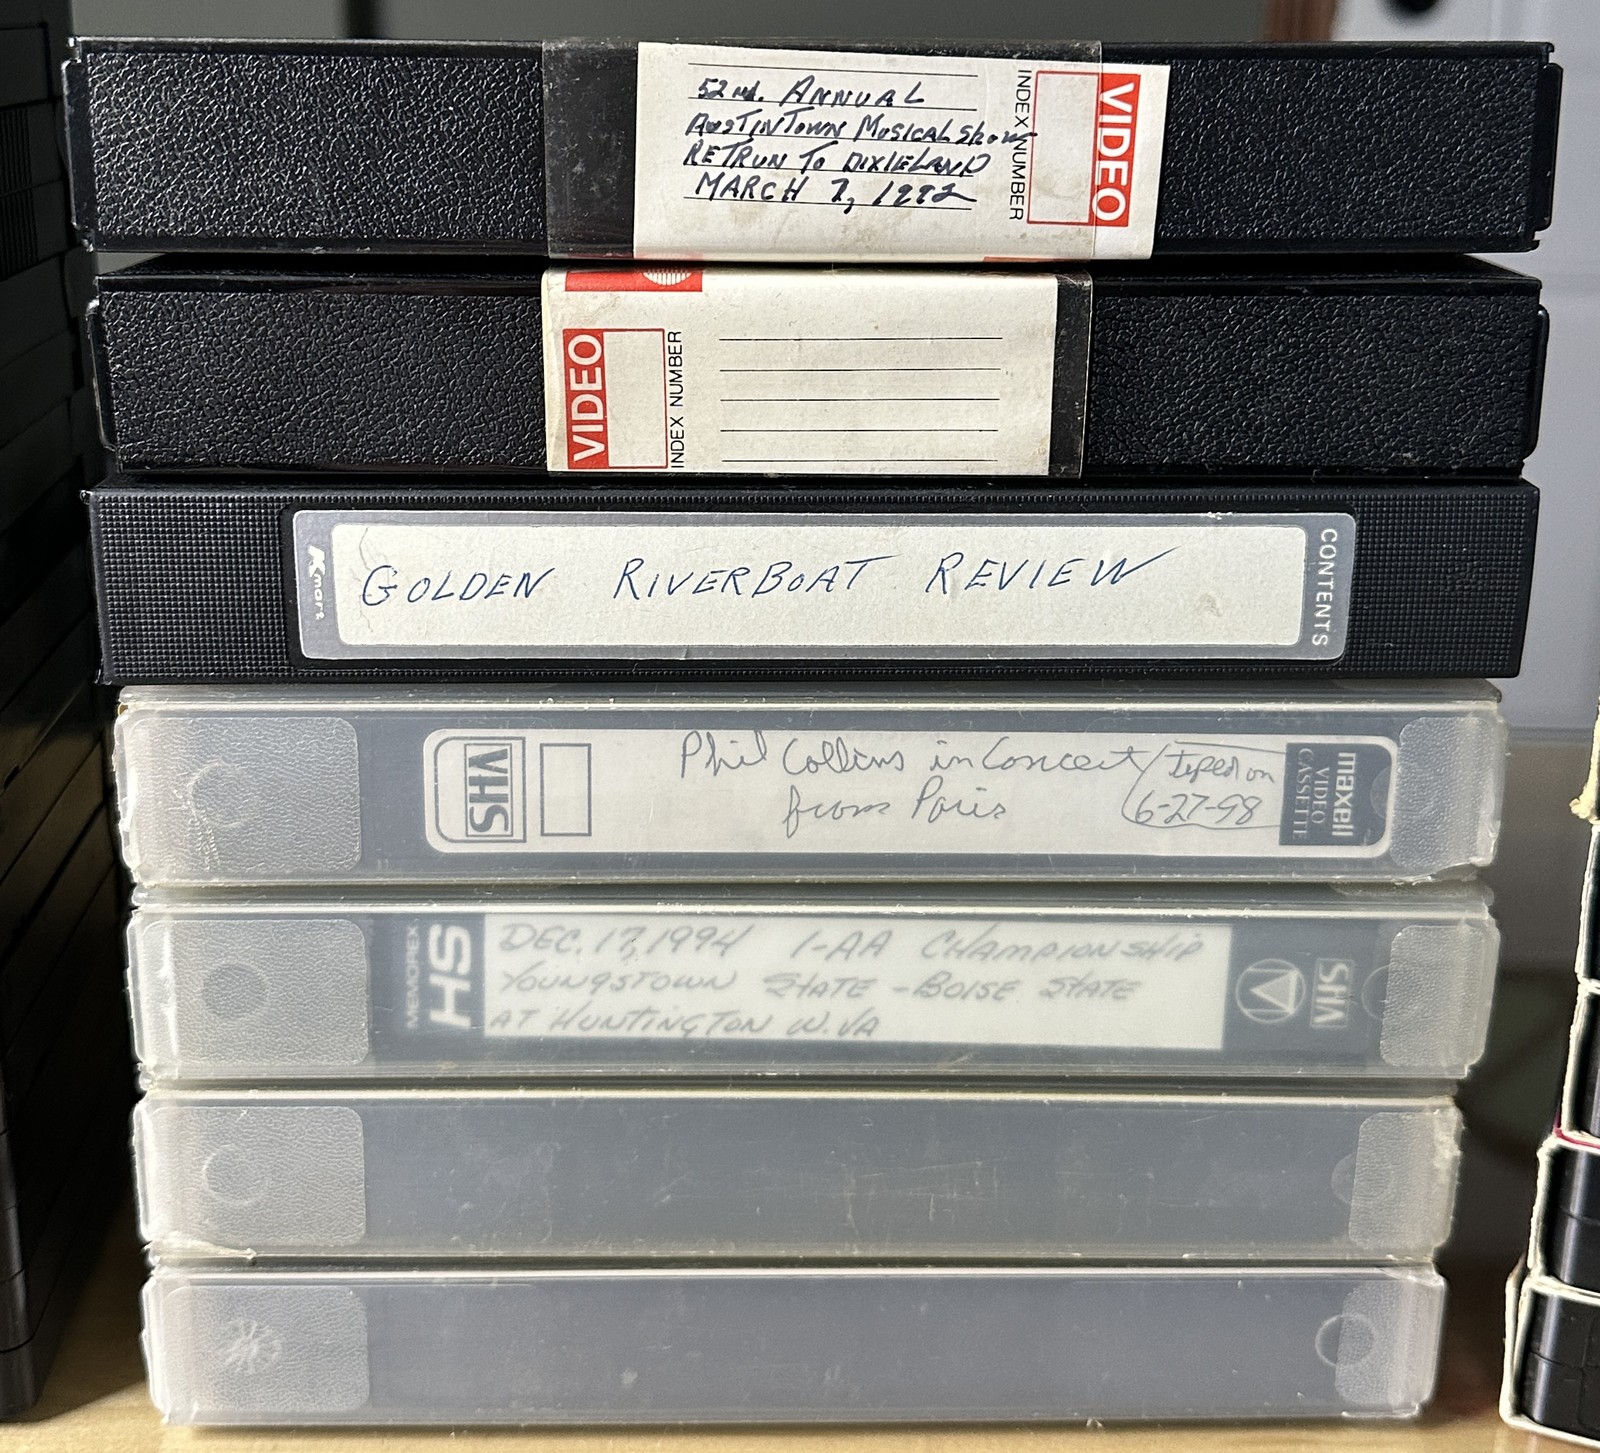 52nd. ANNUAL
AUSTINTOWN MUSICAL SHOW
RETRUN TO DIXIELAND
MARCH 7, 1992
INDEX NUMBER
VIDEO
VIDEO
INDEX NUMBER
Kmart
GOLDEN RIVERBOAT REVIEW
CONTENTS
VHS
Phil Collins in Concert
from Paris
Taped on
6-27-98
maxell
VIDEO
CASSETTE
MEMOREX
HS
DEC. 17, 1994 1-AA CHAMPIONSHIP
YOUNGSTOWN STATE - BOISE STATE
AT HUNTINGTON W. VA
VHS